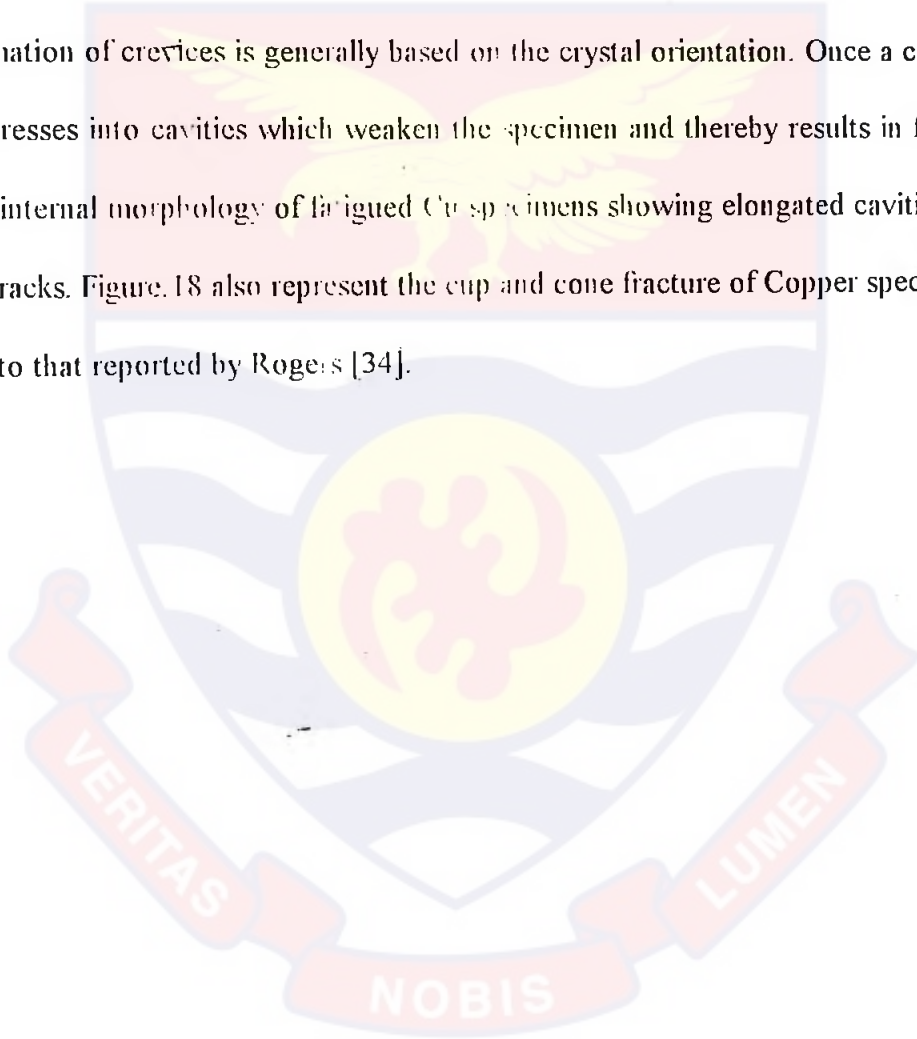 nation of crevices is generally based on the crystal orientation. Once a c
resses into cavities which weaken the specimen and thereby results in f
internal morphology of fatigued Cu specimens showing elongated caviti
racks. Figure. 18 also represent the cup and cone fracture of Copper spec
to that reported by Rogers [34].
VERITAS
NOBIS
LUMEN